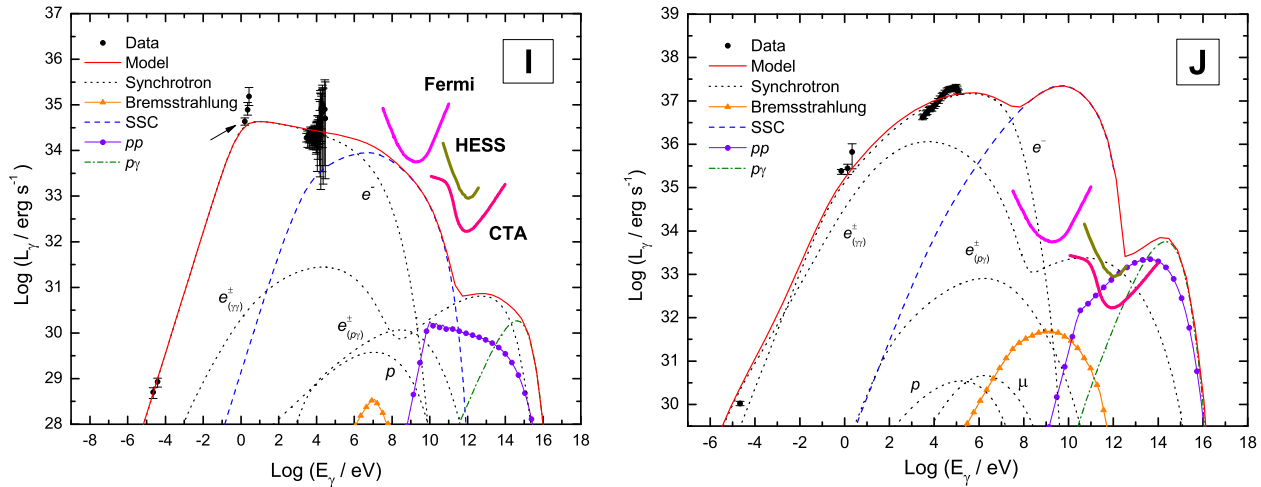 37
36
35
34
33
32
31
30
29
28
Log (Lγ / erg s⁻¹)
Data
Model
Synchrotron
Bremsstrahlung
SSC
pp
pγ
I
Fermi
HESS
CTA
e⁻
e±(γγ)
e±(pγ)
p
-8 -6 -4 -2 0 2 4 6 8 10 12 14 16 18
Log (Eγ / eV)
39
38
37
36
35
34
33
32
31
30
Log (Lγ / erg s⁻¹)
Data
Model
Synchrotron
Bremsstrahlung
SSC
pp
pγ
J
e⁻
e±(γγ)
e±(pγ)
p
μ
-6 -4 -2 0 2 4 6 8 10 12 14 16 18
Log (Eγ / eV)